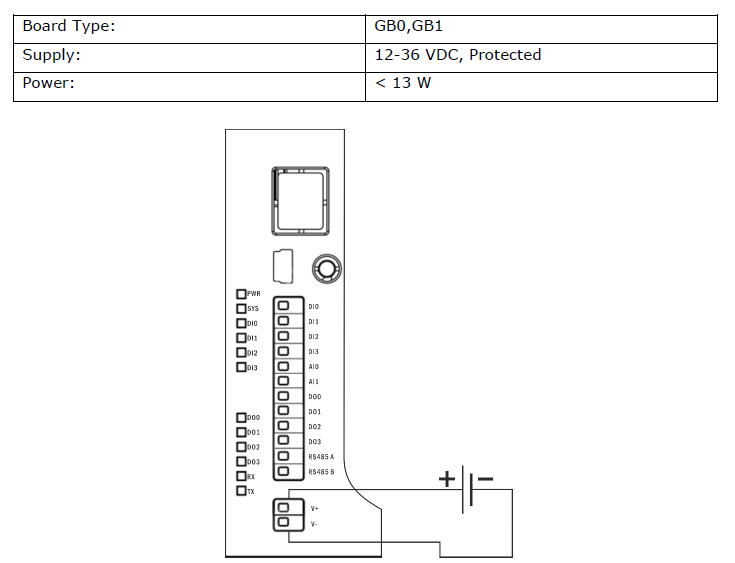 Board Type: GB0,GB1
Supply: 12-36 VDC, Protected
Power: < 13 W
PWR
SYS
DI0
DI1
DI2
DI3
DO0
DO1
DO2
DO3
RX
TX
DI0
DI1
DI2
DI3
AI0
AI1
DO0
DO1
DO2
DO3
RS485 A
RS485 B
V+
V-
+ −